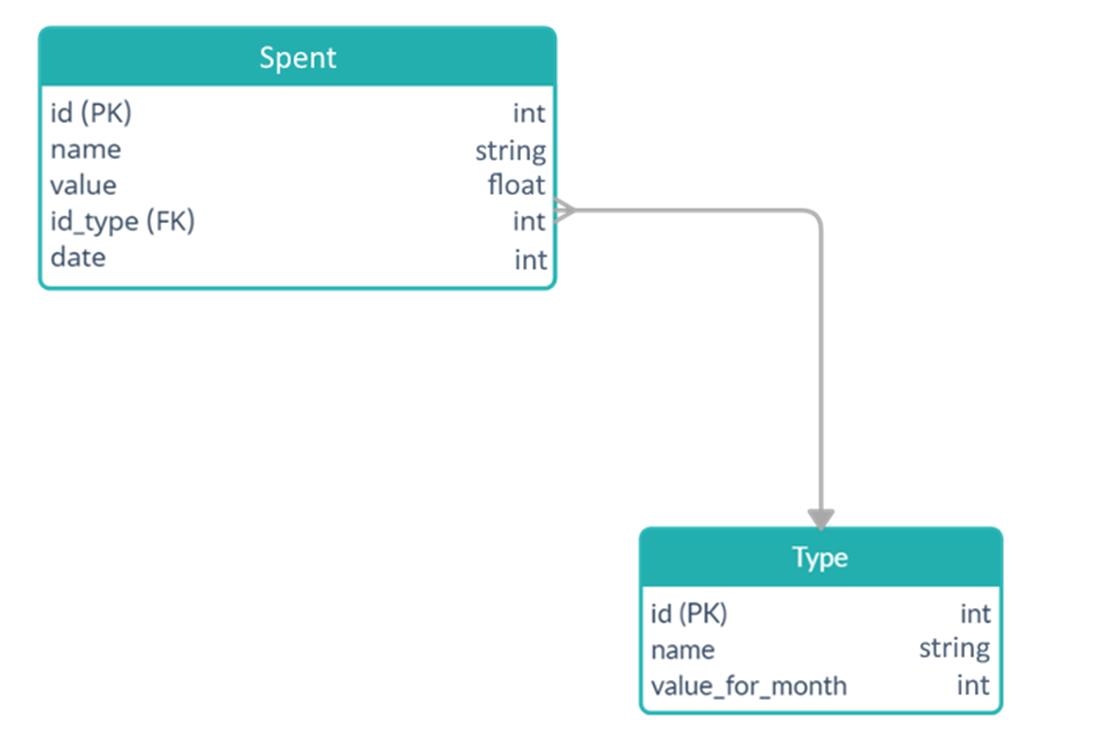 Spent
id (PK) int
name string
value float
id_type (FK) int
date int
Type
id (PK) int
name string
value_for_month int